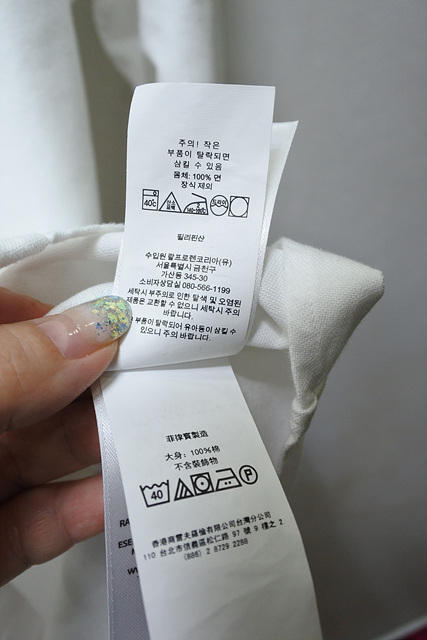 주의! 작은
부품이 탈락되면
삼킬 수 있음
몸체: 100% 면
장식 제외
40℃
필리핀산
수입원 랄프로렌코리아(유)
서울특별시 금천구
가산동 345-30
소비자상담실 080-566-1199
세탁시 부주의로 인한 탈색 및 오염된
제품은 교환할 수 없으니 세탁시 주의
바랍니다.
부품이 탈락되어 유아등이 삼킬 수
있으니 주의 바랍니다.
菲律賓製造
大身: 100%棉
不含裝飾物
40 P
香港商雷夫羅倫有限公司台灣分公司
110 台北市信義區松仁路 97 號 9 樓之 2
(886) 2 8729 2288
RA
ESE